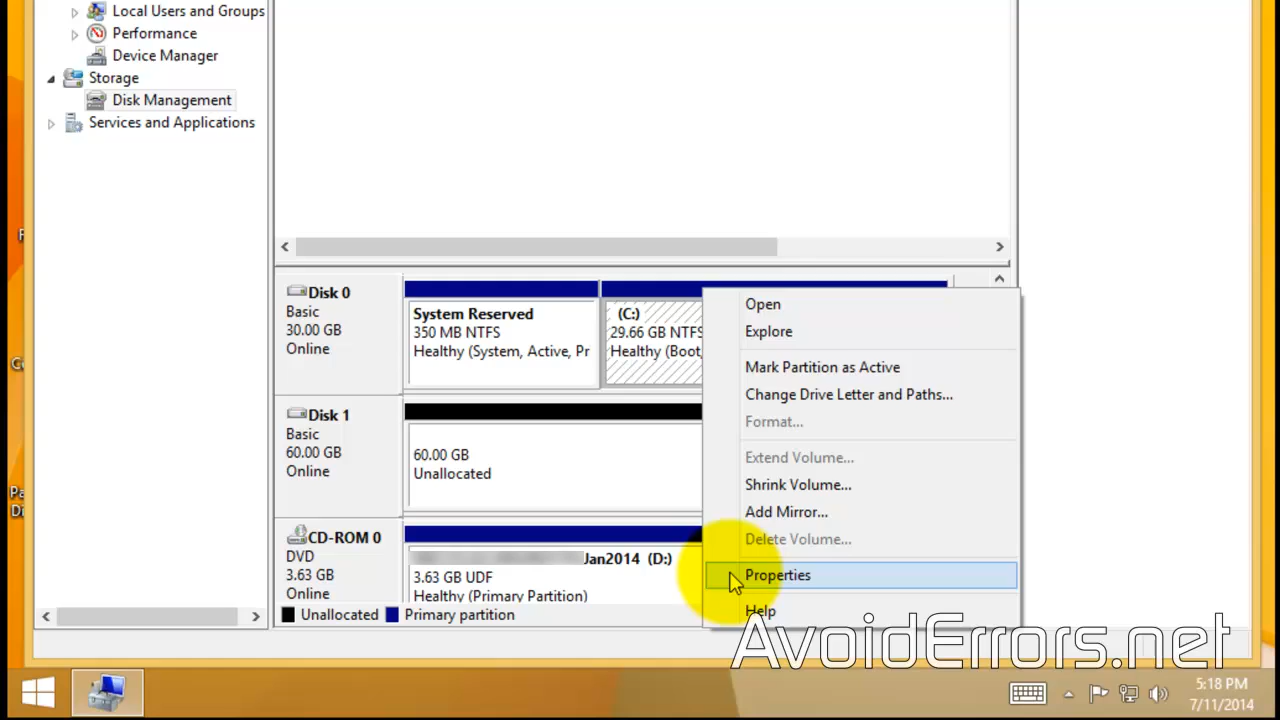 Local Users and Groups
Performance
Device Manager
Storage
Disk Management
Services and Applications
Disk 0
Basic
30.00 GB
Online
System Reserved
350 MB NTFS
Healthy (System, Active, Pr
(C:)
29.66 GB NTFS
Healthy (Boot,
Disk 1
Basic
60.00 GB
Online
60.00 GB
Unallocated
CD-ROM 0
DVD
3.63 GB
Online
Jan2014 (D:)
3.63 GB UDF
Healthy (Primary Partition)
Unallocated
Primary partition
Open
Explore
Mark Partition as Active
Change Drive Letter and Paths...
Format...
Extend Volume...
Shrink Volume...
Add Mirror...
Delete Volume...
Properties
Help
AvoidErrors.net
5:18 PM
7/11/2014